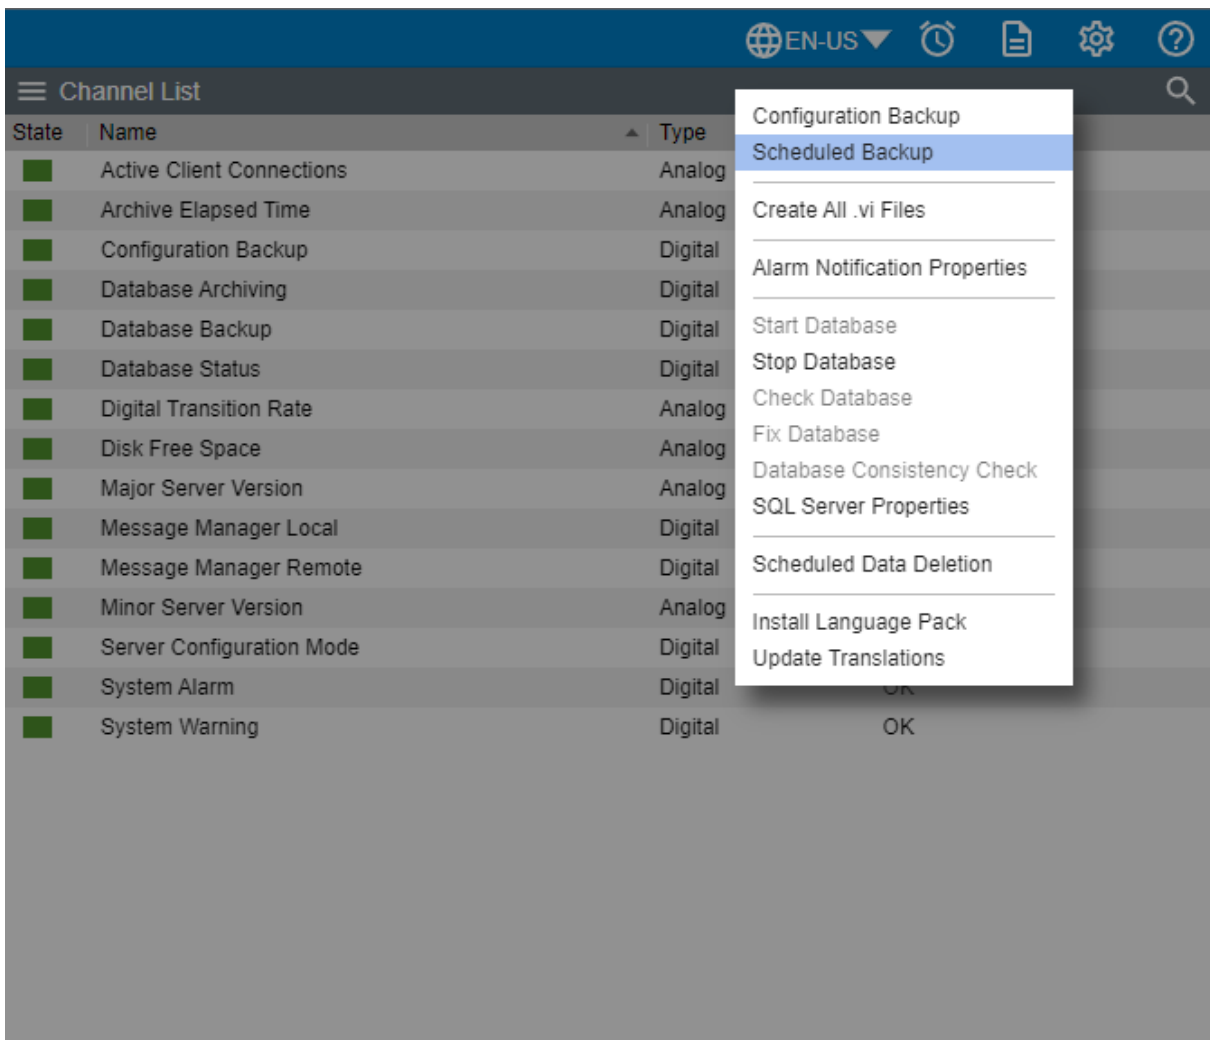 EN-US
Channel List
State Name Type
Active Client Connections Analog
Archive Elapsed Time Analog
Configuration Backup Digital
Database Archiving Digital
Database Backup Digital
Database Status Digital
Digital Transition Rate Analog
Disk Free Space Analog
Major Server Version Analog
Message Manager Local Digital
Message Manager Remote Digital
Minor Server Version Analog
Server Configuration Mode Digital
System Alarm Digital OK
System Warning Digital OK
Configuration Backup
Scheduled Backup
Create All .vi Files
Alarm Notification Properties
Start Database
Stop Database
Check Database
Fix Database
Database Consistency Check
SQL Server Properties
Scheduled Data Deletion
Install Language Pack
Update Translations